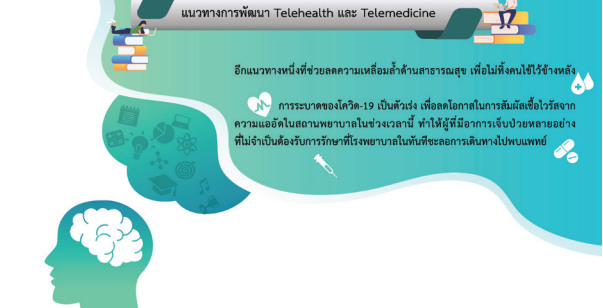 แนวทางการพัฒนา Telehealth และ Telemedicine
อีกแนวทางหนึ่งที่ช่วยลดความเหลื่อมล้ำด้านสาธารณสุข เพื่อไม่ทิ้งคนไข้ไว้ข้างหลัง
การระบาดของโควิด-19 เป็นตัวเร่ง เพื่อลดโอกาสในการสัมผัสเชื้อไวรัสจาก
ความแออัดในสถานพยาบาลในช่วงเวลานี้ ทำให้ผู้ที่มีอาการเจ็บป่วยหลายอย่าง
ที่ไม่จำเป็นต้องรับการรักษาที่โรงพยาบาลในทันทีชะลอการเดินทางไปพบแพทย์